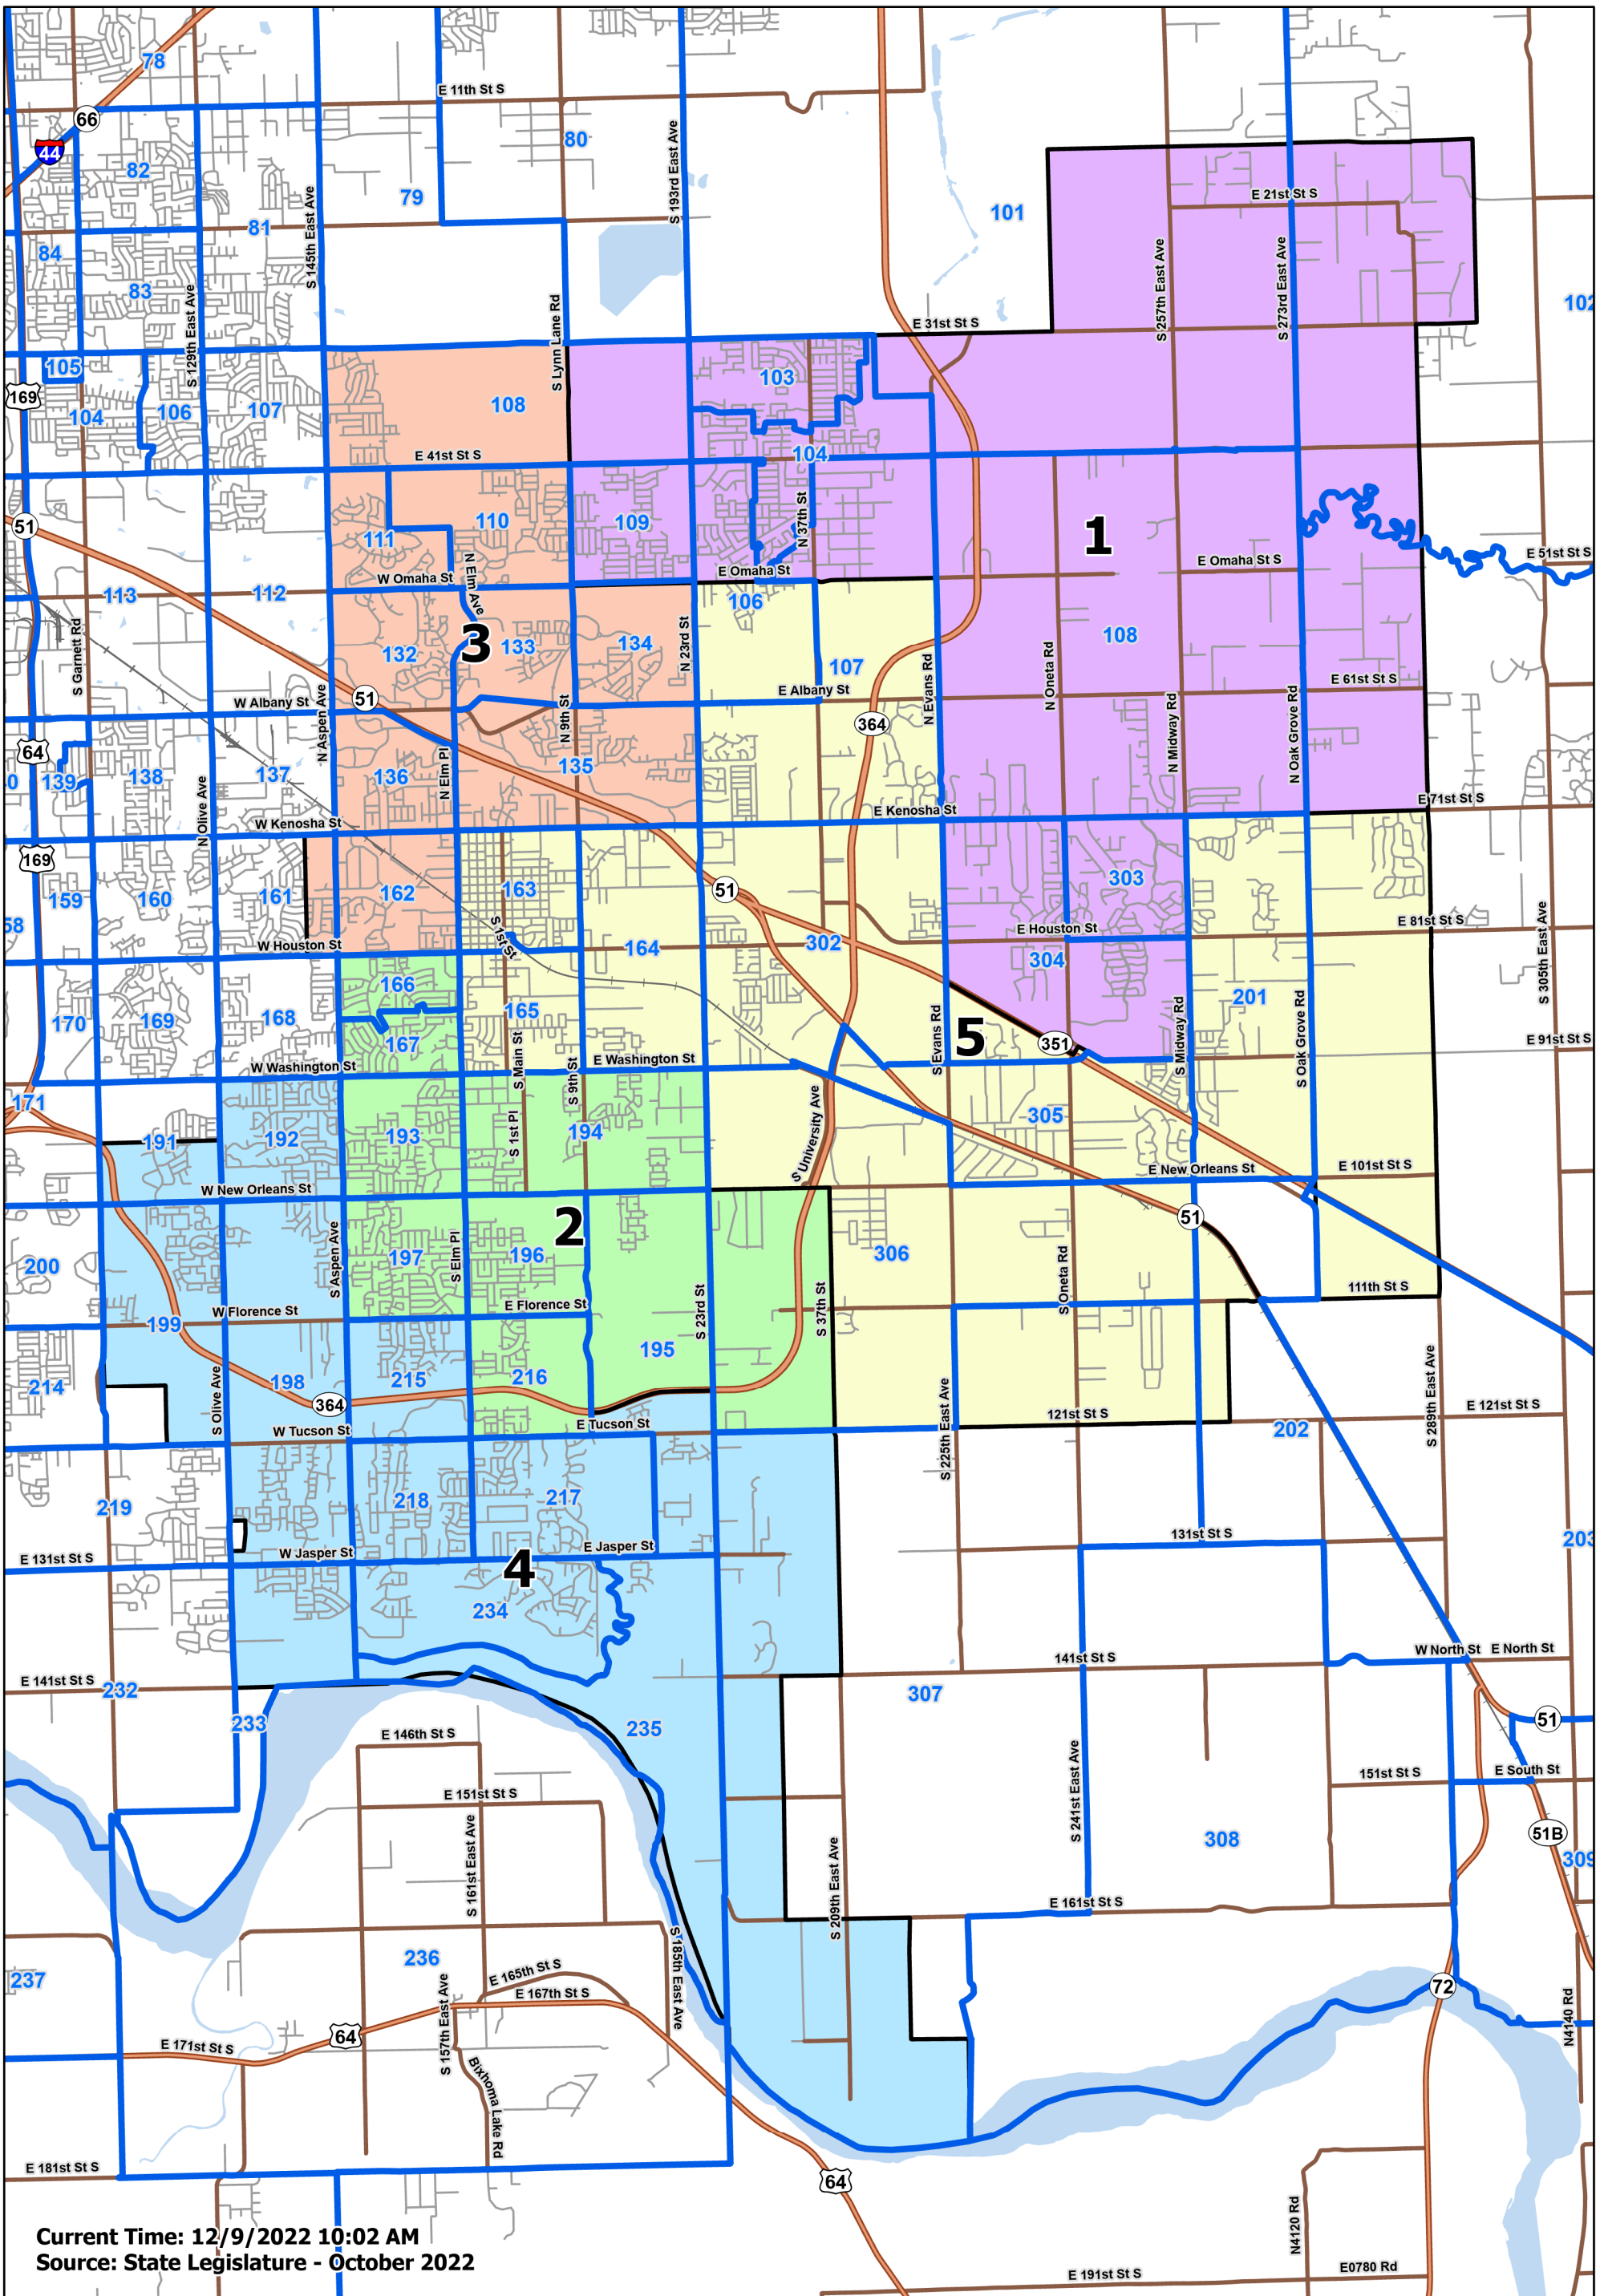 78
E 11th St S
66
44
80
S 193rd East Ave
82
79
S 145th East Ave
E 21st St S
101
81
84
S 257th East Ave
S 273rd East Ave
83
S 129th East Ave
102
S Lynn Lane Rd
E 31st St S
105
103
169
108
104
106
107
E 41st St S
104
N 37th St
109
110
51
111
1
E 51st St S
N Elm Ave
E Omaha St
E Omaha St S
W Omaha St
113
112
106
S Garnett Rd
3
132
133
134
N 23rd St
108
107
N Evans Rd
N Oneta Rd
E 61st St S
E Albany St
W Albany St
51
N Aspen Ave
N 9th St
364
N Midway Rd
N Oak Grove Rd
64
139
138
137
136
N Elm Pl
135
N Olive Ave
E 71st St S
E Kenosha St
W Kenosha St
169
159
160
161
162
163
51
303
58
E 81st St S
S 305th East Ave
E Houston St
W Houston St
S 1st St
164
302
304
166
201
170
169
168
167
165
S Main St
S Evans Rd
5
351
S Midway Rd
S Oak Grove Rd
E 91st St S
E Washington St
W Washington St
S 9th St
171
191
192
193
S 1st Pl
194
S University Ave
305
E New Orleans St
E 101st St S
W New Orleans St
51
2
200
S Aspen Ave
197
S Elm Pl
196
306
S Oneta Rd
111th St S
S 23rd St
S 37th St
E Florence St
W Florence St
199
195
214
S Olive Ave
198
215
216
364
S 225th East Ave
S 289th East Ave
E 121st St S
121st St S
E Tucson St
W Tucson St
202
219
218
217
131st St S
203
E 131st St S
W Jasper St
E Jasper St
4
234
W North St
E North St
141st St S
E 141st St S
232
307
233
235
51
E 146th St S
S 241st East Ave
E South St
151st St S
E 151st St S
51B
308
309
S 161st East Ave
S 209th East Ave
E 161st St S
S 185th East Ave
236
237
E 165th St S
72
E 167th St S
S 157th East Ave
64
N4140 Rd
E 171st St S
Bixhoma Lake Rd
E 181st St S
64
N4120 Rd
Current Time: 12/9/2022 10:02 AM
Source: State Legislature - October 2022
E 191st St S
E0780 Rd